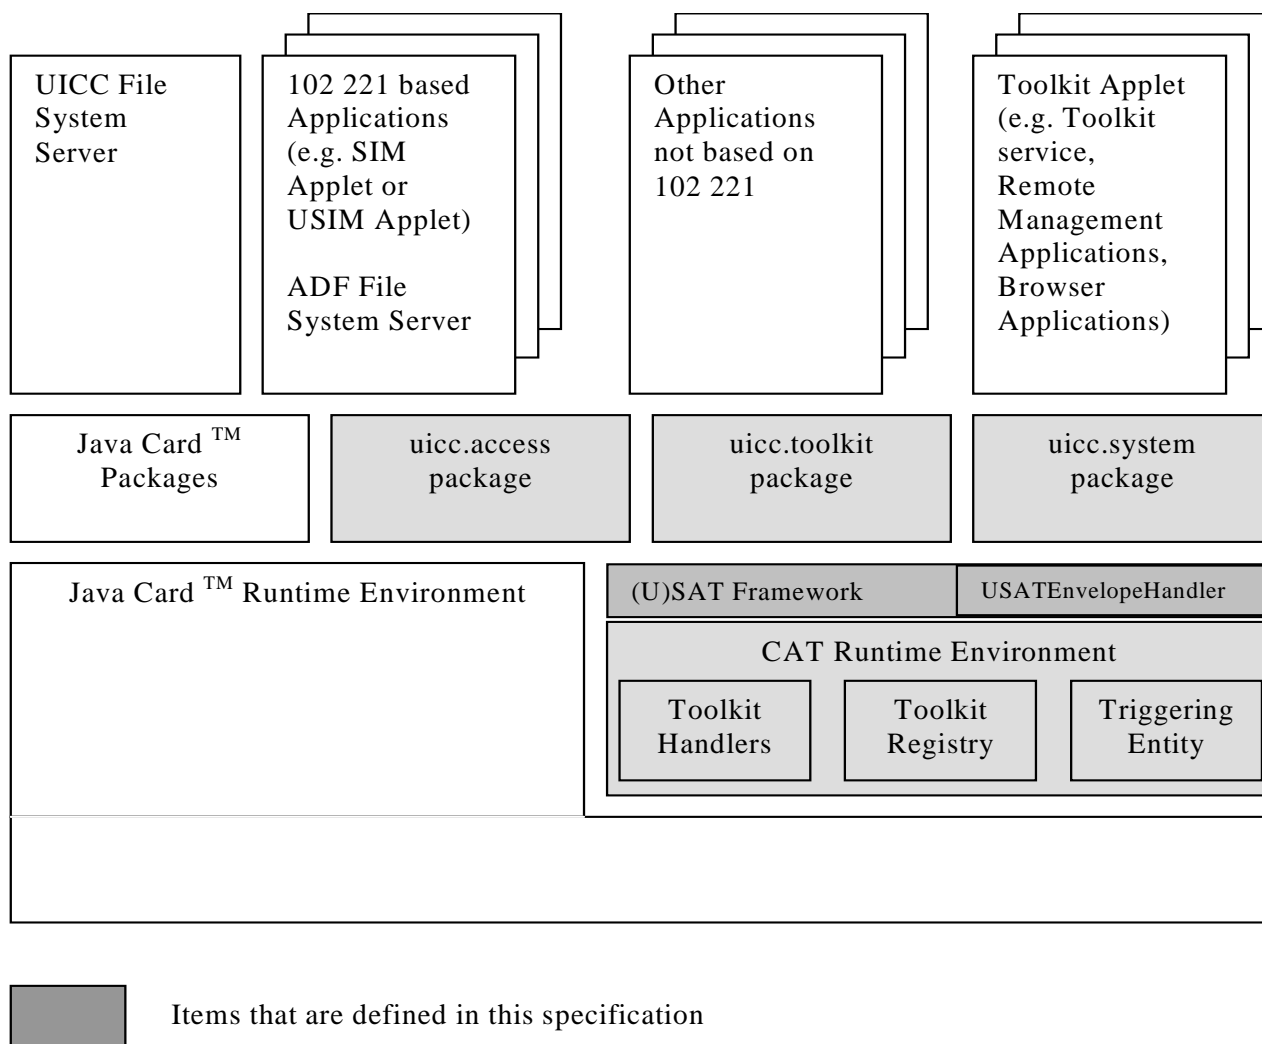 UICC File
System
Server
102 221 based
Applications
(e.g. SIM
Applet or
USIM Applet)
ADF File
System Server
Other
Applications
not based on
102 221
Toolkit Applet
(e.g. Toolkit
service,
Remote
Management
Applications,
Browser
Applications)
Java Card TM
Packages
uicc.access
package
uicc.toolkit
package
uicc.system
package
Java Card TM Runtime Environment
(U)SAT Framework
USATEnvelopeHandler
CAT Runtime Environment
Toolkit
Handlers
Toolkit
Registry
Triggering
Entity
Items that are defined in this specification